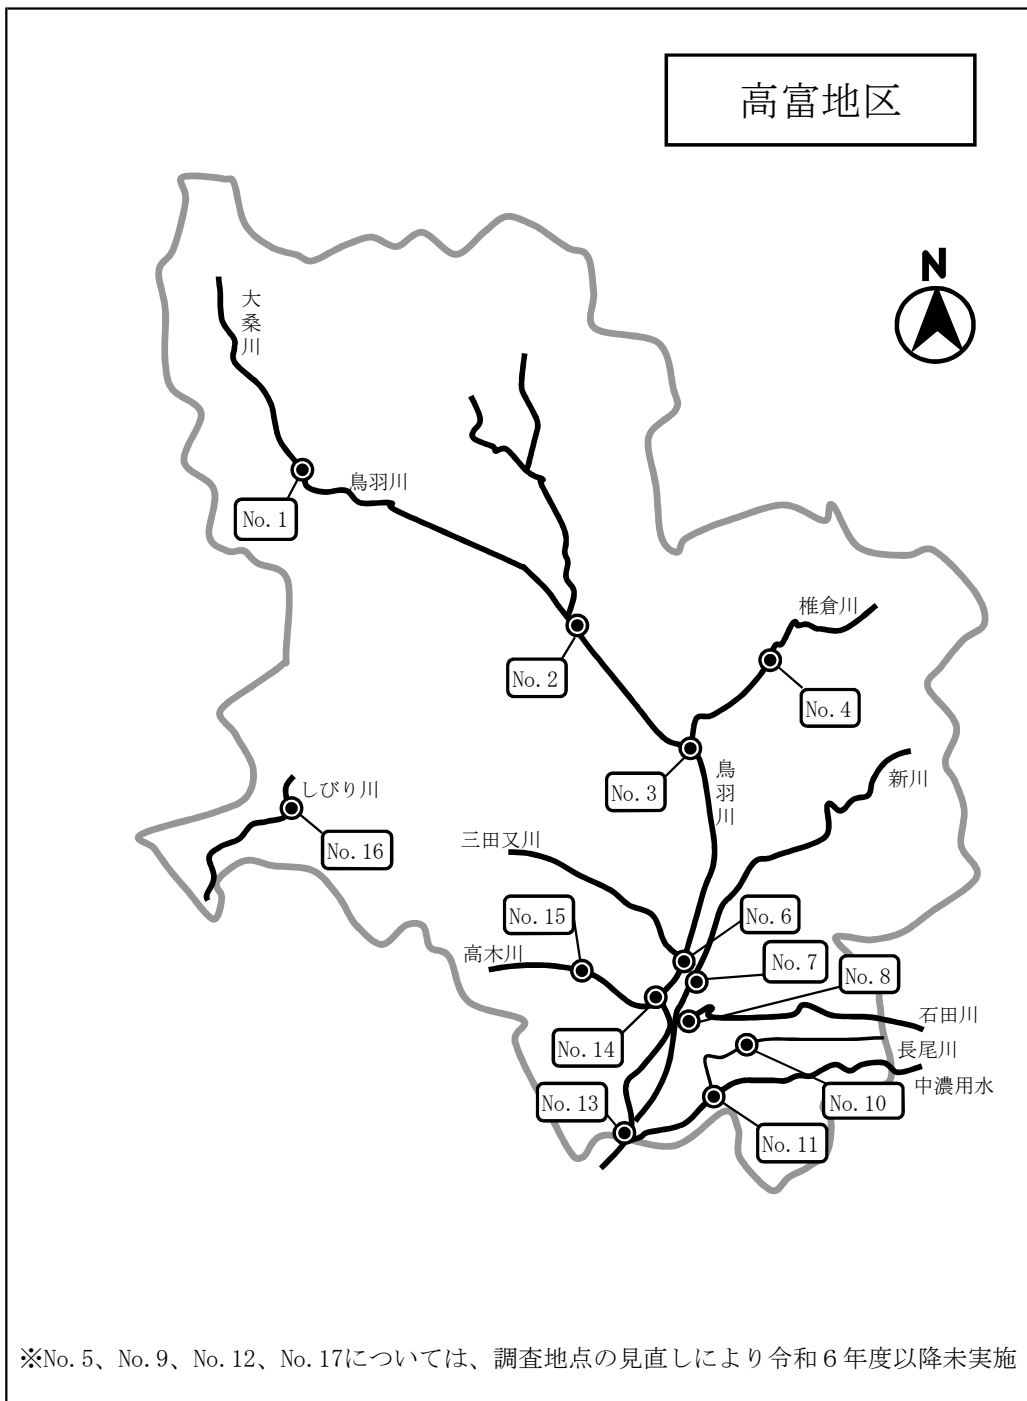 高富地区
N
大桑川
鳥羽川
No.1
椎倉川
No.2
No.4
鳥羽川
新川
No.3
しびり川
三田又川
No.16
No.15
No.6
高木川
No.7
No.8
石田川
No.14
長尾川
中濃用水
No.13
No.10
No.11
※No.5、No.9、No.12、No.17については、調査地点の見直しにより令和６年度以降未実施